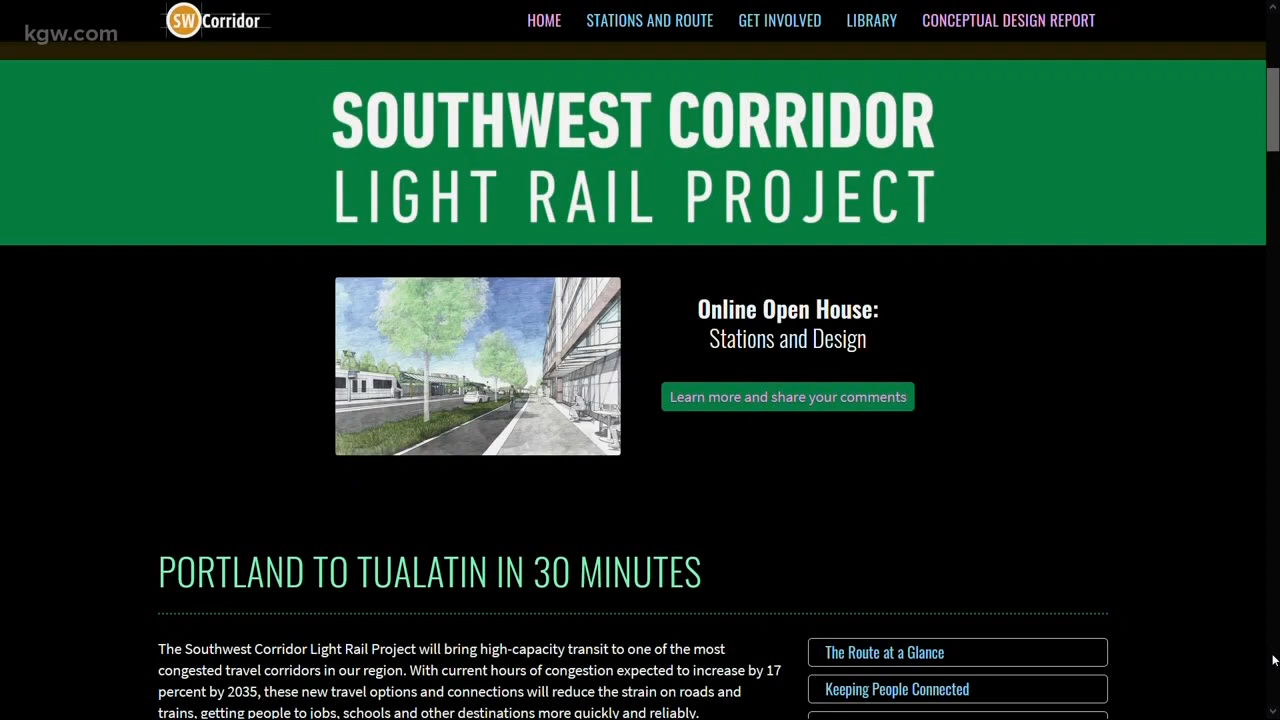 kgw.com
SW Corridor
HOME STATIONS AND ROUTE GET INVOLVED LIBRARY CONCEPTUAL DESIGN REPORT
SOUTHWEST CORRIDOR
LIGHT RAIL PROJECT
Online Open House:
Stations and Design
Learn more and share your comments
PORTLAND TO TUALATIN IN 30 MINUTES
The Southwest Corridor Light Rail Project will bring high-capacity transit to one of the most
congested travel corridors in our region. With current hours of congestion expected to increase by 17
percent by 2035, these new travel options and connections will reduce the strain on roads and
trains, getting people to jobs, schools and other destinations more quickly and reliably.
The Route at a Glance
Keeping People Connected